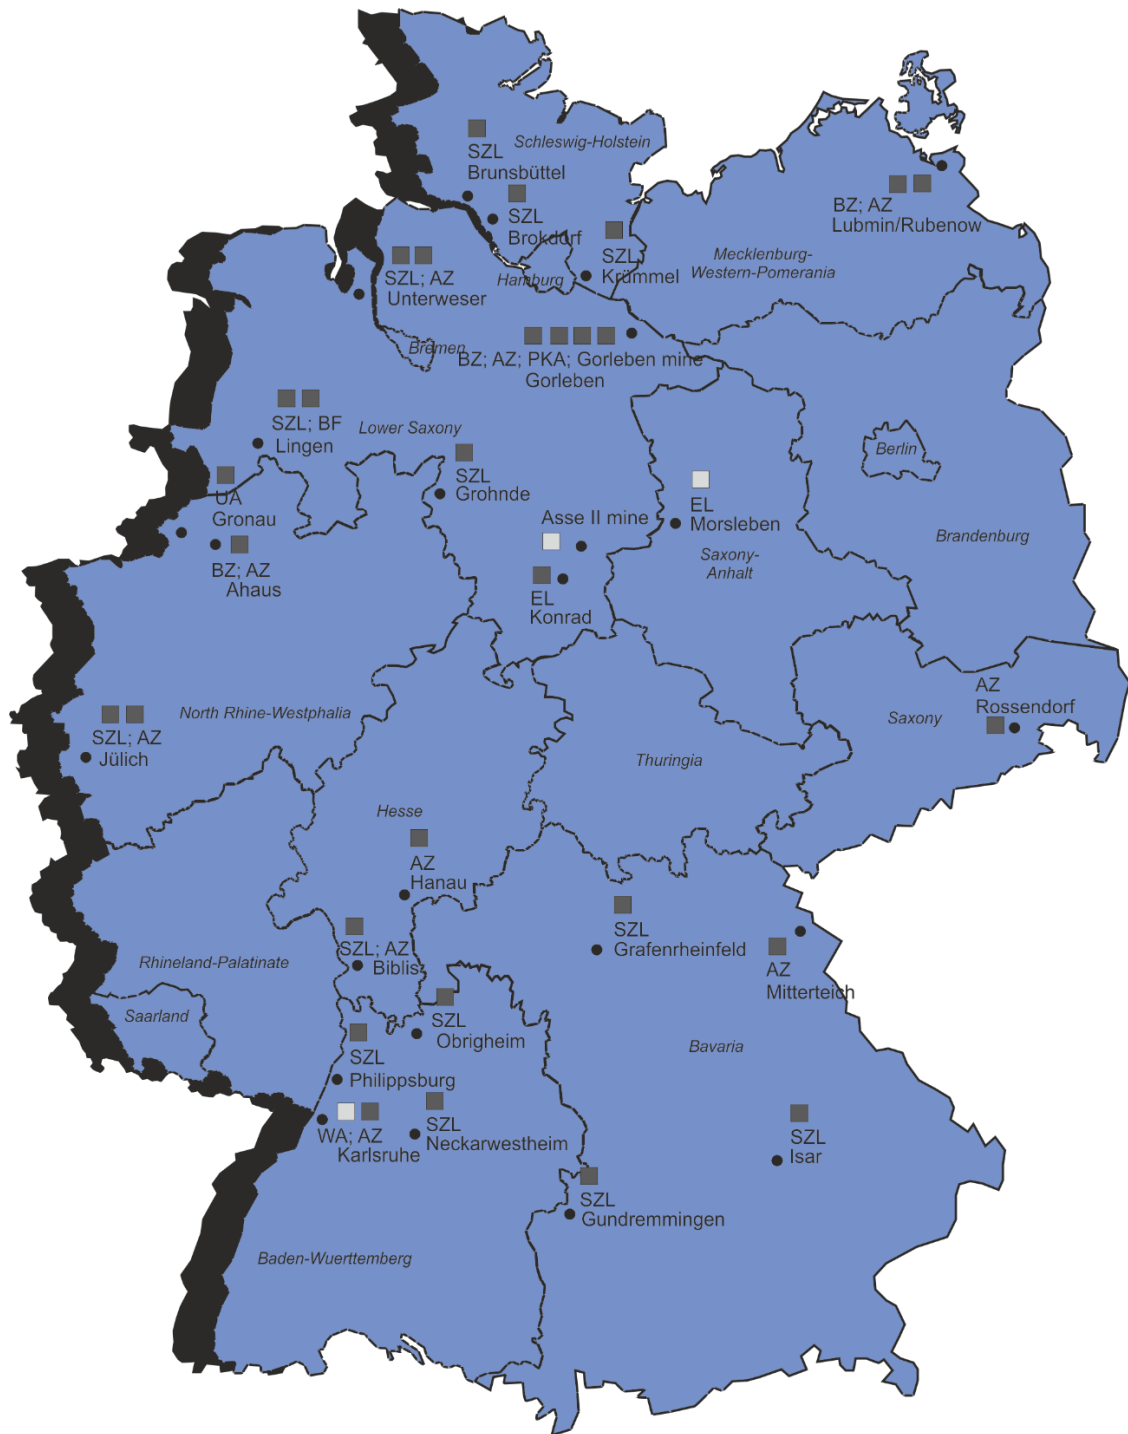 SZL
Brunsbüttel
Schleswig-Holstein
SZL
Brokdorf
BZ; AZ
Lubmin/Rubenow
SZL
Krümmel
Hamburg
Mecklenburg-
Western-Pomerania
SZL; AZ
Unterweser
Bremen
BZ; AZ; PKA; Gorleben mine
Gorleben
SZL; BF
Lingen
Lower Saxony
SZL
Grohnde
Berlin
UA
Gronau
EL
Morsleben
Asse II mine
Brandenburg
Saxony-
Anhalt
BZ; AZ
Ahaus
EL
Konrad
AZ
Rossendorf
North Rhine-Westphalia
Saxony
SZL; AZ
Jülich
Thuringia
Hesse
AZ
Hanau
SZL
Grafenrheinfeld
SZL; AZ
Biblis
Rhineland-Palatinate
AZ
Mitterteich
Saarland
SZL
Obrigheim
Bavaria
SZL
Philippsburg
SZL
Neckarwestheim
WA; AZ
Karlsruhe
SZL
Isar
SZL
Gundremmingen
Baden-Wuerttemberg